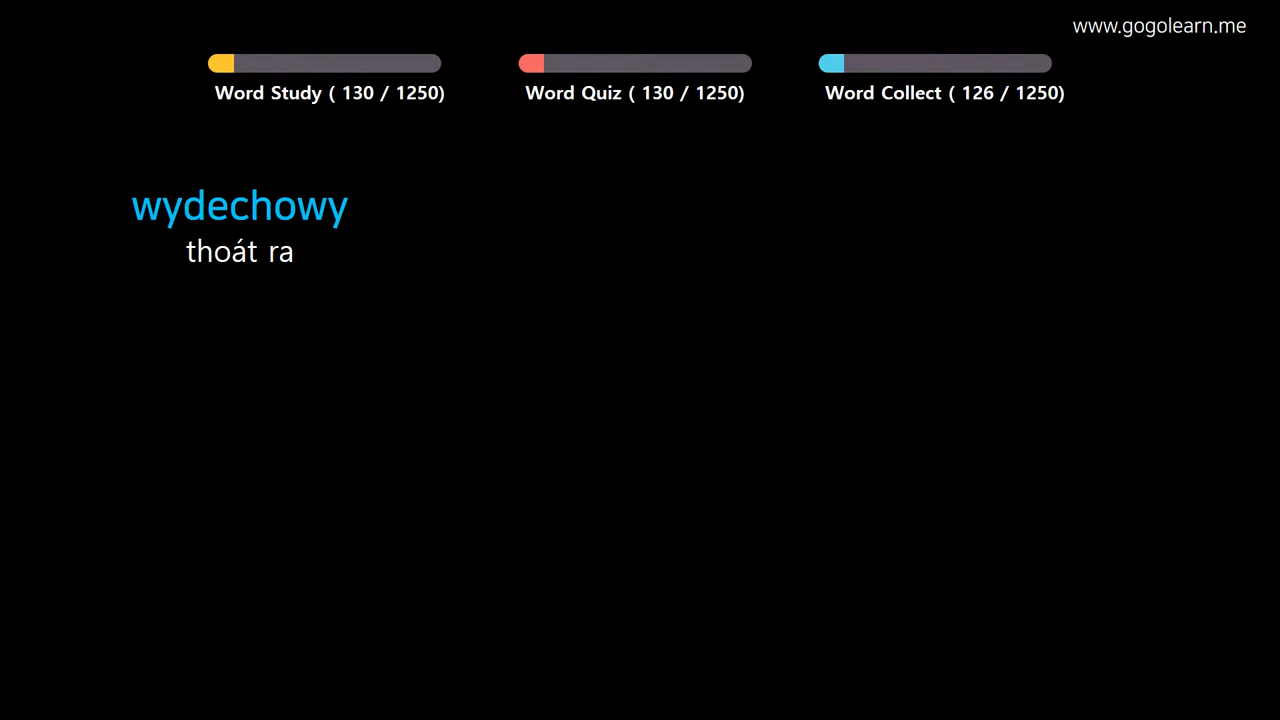 www.gogolearn.me
Word Study ( 130 / 1250)
Word Quiz ( 130 / 1250)
Word Collect ( 126 / 1250)
wydechowy
thoát ra